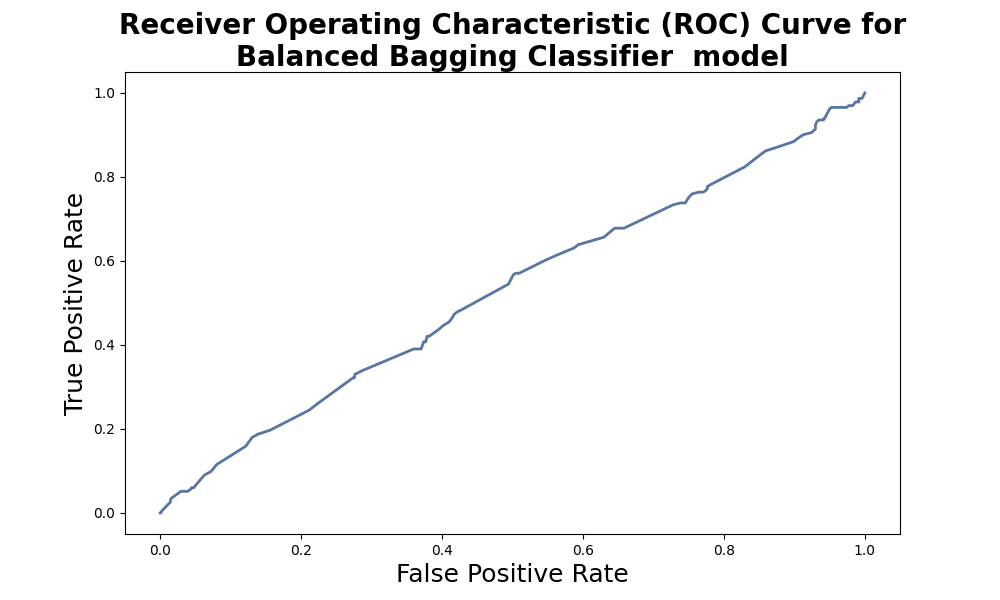 Receiver Operating Characteristic (ROC) Curve for
Balanced Bagging Classifier  model
1.0
0.8
0.6
0.4
0.2
0.0
True Positive Rate
0.0 0.2 0.4 0.6 0.8 1.0
False Positive Rate